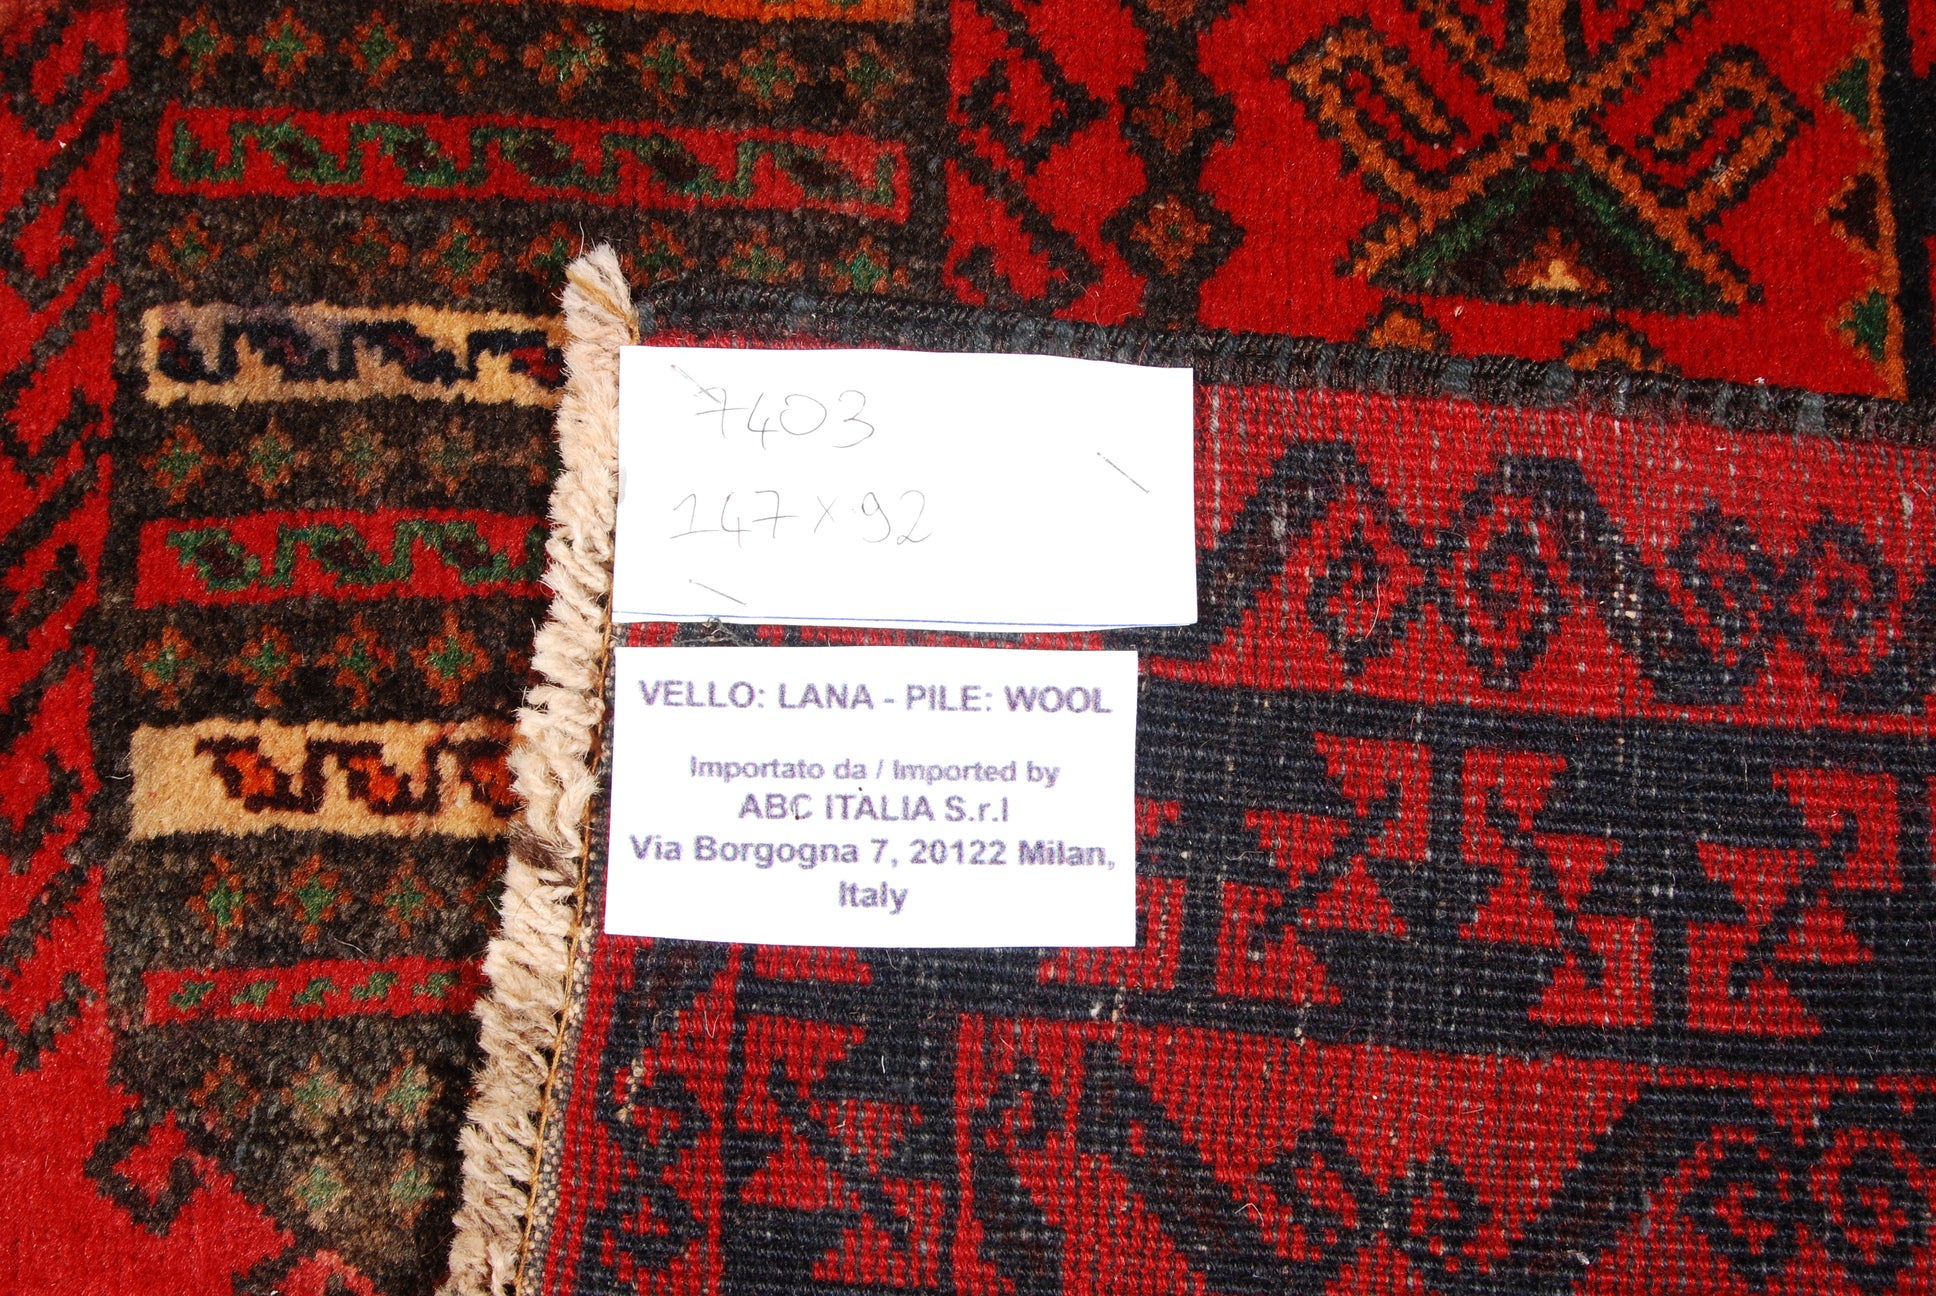 7403
147 x 92
VELLO: LANA - PILE: WOOL
Importato da / Imported by
ABC ITALIA S.r.l
Via Borgogna 7, 20122 Milan,
Italy